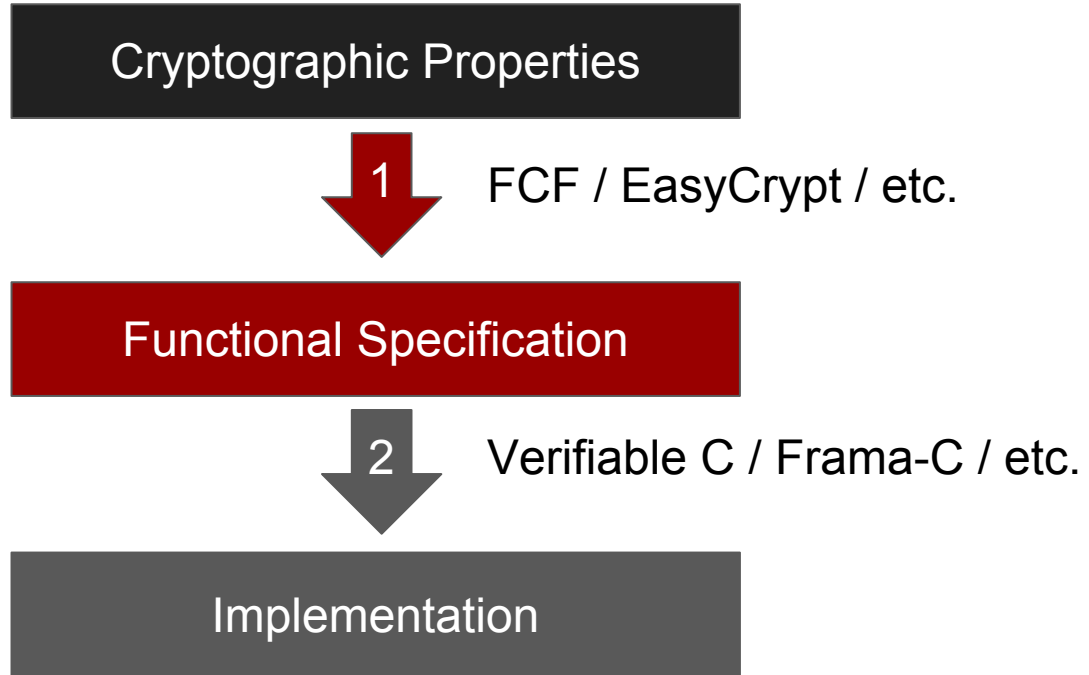 Cryptographic Properties
1
FCF / EasyCrypt / etc.
Functional Specification
2
Verifiable C / Frama-C / etc.
Implementation